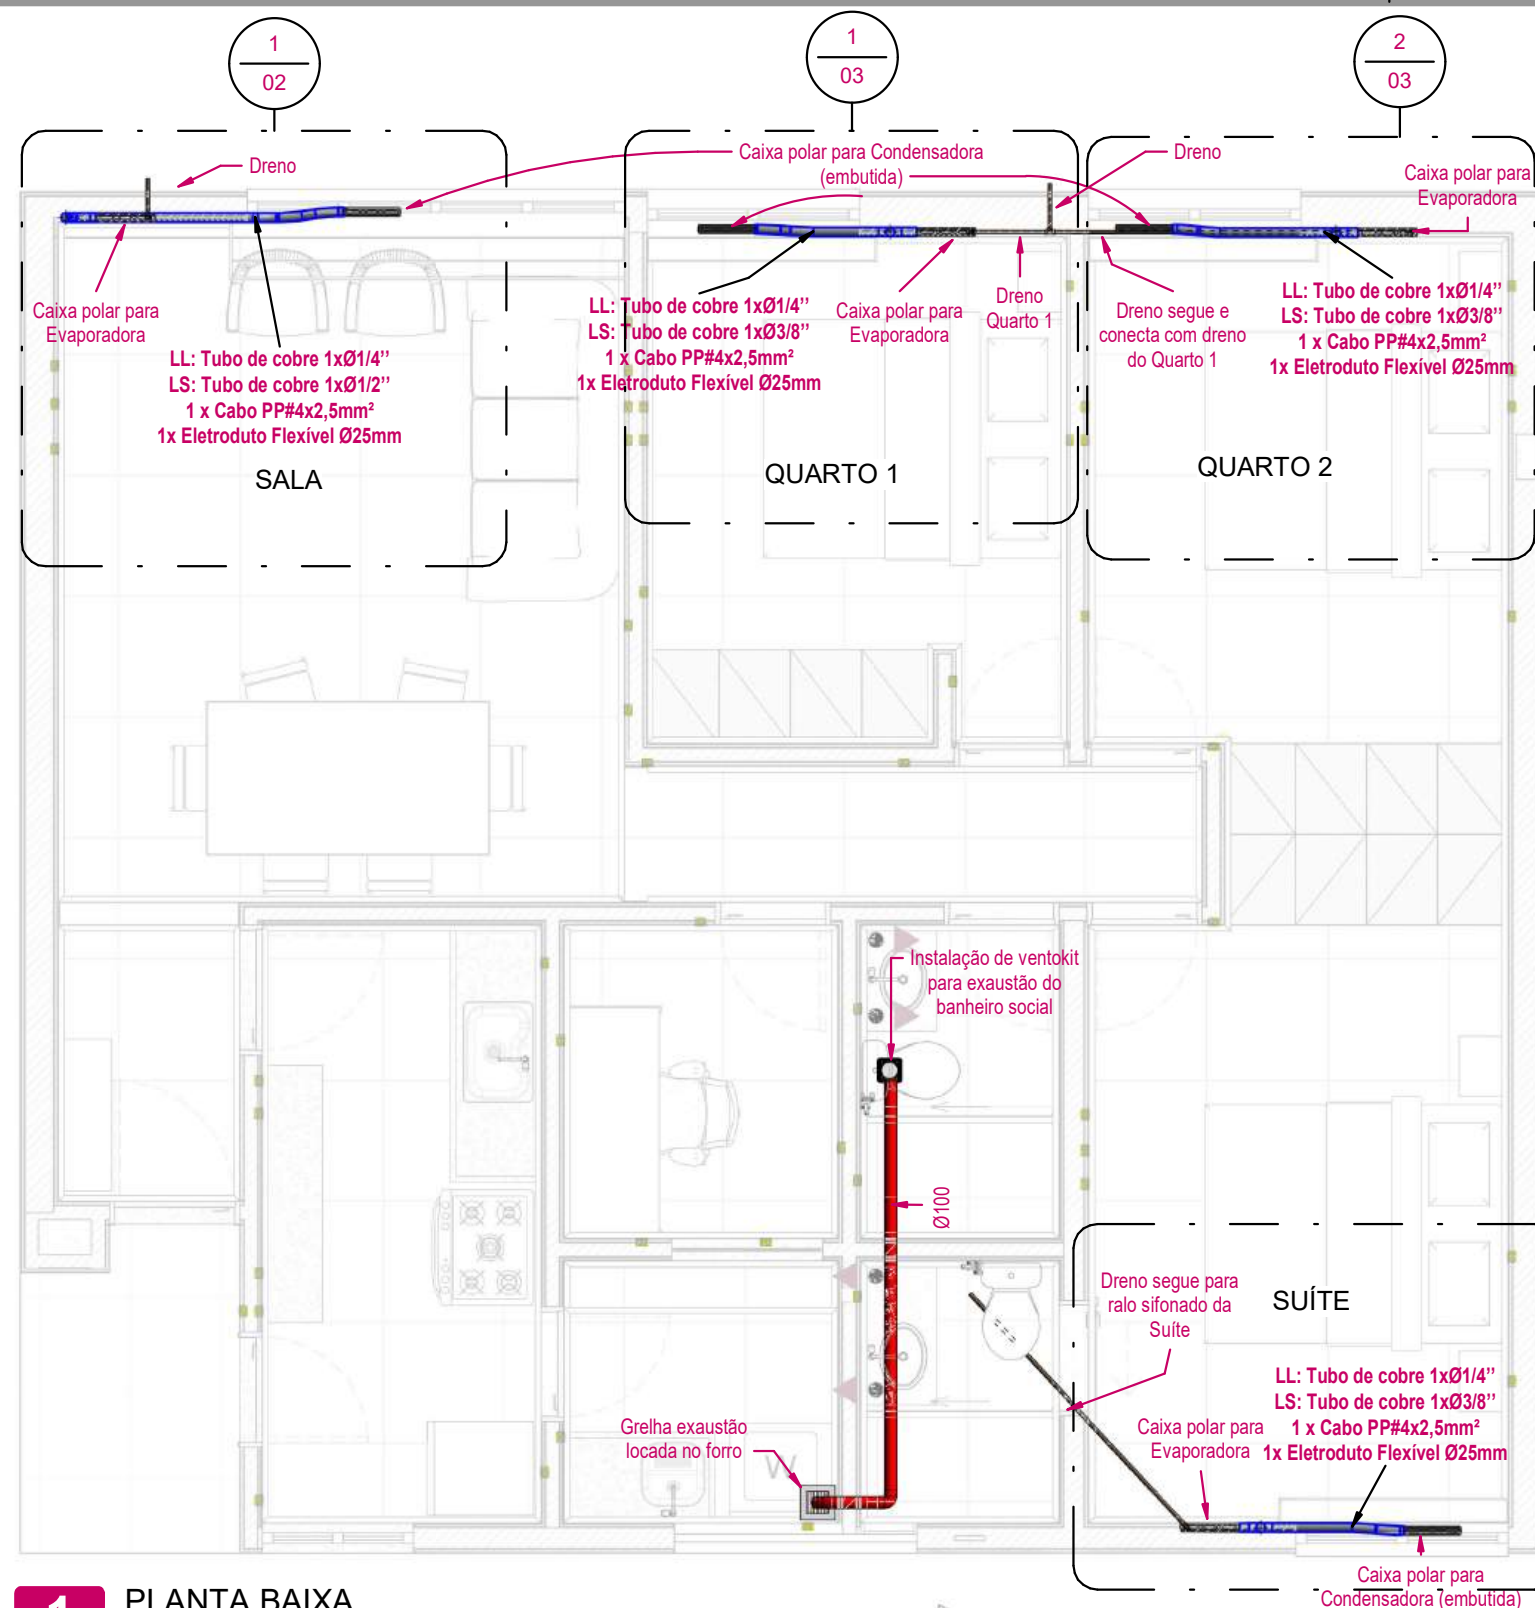 1
02
1
03
2
03
Dreno
Caixa polar para Condensadora
(embutida)
Dreno
Caixa polar para
Evaporadora
Caixa polar para
Evaporadora
LL: Tubo de cobre 1xØ1/4’’
LS: Tubo de cobre 1xØ1/2’’
1 x Cabo PP#4x2,5mm²
1x Eletroduto Flexível Ø25mm
SALA
LL: Tubo de cobre 1xØ1/4’’
LS: Tubo de cobre 1xØ3/8’’
1 x Cabo PP#4x2,5mm²
1x Eletroduto Flexível Ø25mm
Caixa polar para
Evaporadora
Dreno
Quarto 1
QUARTO 1
Dreno segue e
conecta com dreno
do Quarto 1
LL: Tubo de cobre 1xØ1/4’’
LS: Tubo de cobre 1xØ3/8’’
1 x Cabo PP#4x2,5mm²
1x Eletroduto Flexível Ø25mm
QUARTO 2
Instalação de ventokit
para exaustão do
banheiro social
Ø100
Dreno segue para
ralo sifonado da
Suíte
SUÍTE
LL: Tubo de cobre 1xØ1/4’’
LS: Tubo de cobre 1xØ3/8’’
1 x Cabo PP#4x2,5mm²
1x Eletroduto Flexível Ø25mm
Caixa polar para
Evaporadora
Grelha exaustão
locada no forro
W
Caixa polar para
Condensadora (embutida)
1
PLANTA BAIXA